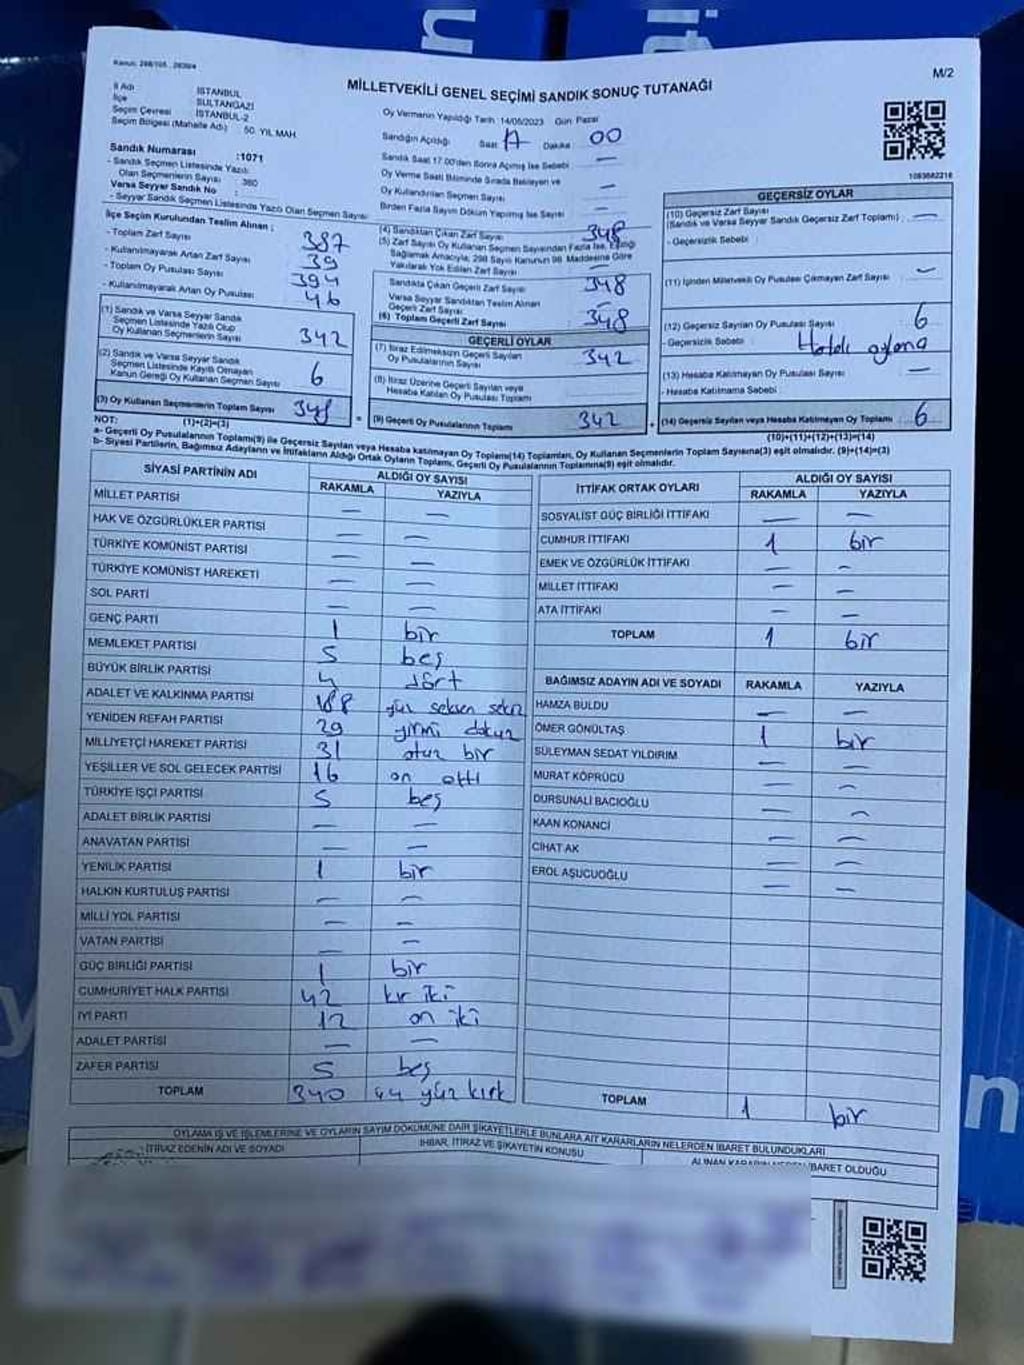 Kanun: 298/105
M/2
MİLLETVEKİLİ GENEL SEÇİMİ SANDIK SONUÇ TUTANAĞI
İl Adı İSTANBUL
İlçe SULTANGAZİ
Seçim Çevresi İSTANBUL-2
Seçim Bölgesi (Mahalle Adı) 50. YIL MAH
Sandık Numarası :1071
- Sandık Seçmen Listesinde Yazılı
Olan Seçmenlerin Sayısı : 380
Varsa Seyyar Sandık No :
- Seyyar Sandık Seçmen Listesinde Yazılı Olan Seçmen Sayısı
İlçe Seçim Kurulundan Teslim Alınan ;
- Toplam Zarf Sayısı 387
- Kullanılmayarak Artan Zarf Sayısı 39
- Toplam Oy Pusulası Sayısı 394
- Kullanılmayarak Artan Oy Pusulası 46
(1) Sandık ve Varsa Seyyar Sandık
Seçmen Listesinde Yazılı Olup
Oy Kullanan Seçmenlerin Sayısı 342
(2) Sandık ve Varsa Seyyar Sandık
Seçmen Listesinde Kayıtlı Olmayan
Kanun Gereği Oy Kullanan Seçmen Sayısı 6
(3) Oy Kullanan Seçmenlerin Toplam Sayısı 348
(1)+(2)=(3)
Oy Vermenin Yapıldığı Tarih 14/05/2023 Gün Pazar
Sandığın Açıldığı Saat Dakika 00
Sandık Saat 17.00'den Sonra Açılmış İse Sebebi —
Oy Verme Saati Bitiminde Sırada Bekleyen ve
Oy Kullandırılan Seçmen Sayısı —
Birden Fazla Sayım Döküm Yapılmış İse Sayısı —
(4) Sandıktan Çıkan Zarf Sayısı 348
(5) Zarf Sayısı Oy Kullanan Seçmen Sayısından Fazla İse, Eşitliği
Sağlamak Amacıyla, 298 Sayılı Kanunun 98. Maddesine Göre
Yakılarak Yok Edilen Zarf Sayısı —
Sandıkta Çıkan Geçerli Zarf Sayısı 348
Varsa Seyyar Sandıktan Teslim Alınan
Geçerli Zarf Sayısı —
(6) Toplam Geçerli Zarf Sayısı 348
GEÇERLİ OYLAR
(7) İtiraz Edilmeksizin Geçerli Sayılan
Oy Pusulalarının Sayısı 342
(8) İtiraz Üzerine Geçerli Sayılan veya
Hesaba Katılan Oy Pusulası Toplamı
(9) Geçerli Oy Pusulalarının Toplamı 342
1093682216
GEÇERSİZ OYLAR
(10) Geçersiz Zarf Sayısı
(Sandık ve Varsa Seyyar Sandık Geçersiz Zarf Toplamı) : —
- Geçersizlik Sebebi :
(11) İçinden Milletvekili Oy Pusulası Çıkmayan Zarf Sayısı : —
(12) Geçersiz Sayılan Oy Pusulası Sayısı 6
- Geçersizlik Sebebi : Hatalı oylama
(13) Hesaba Katılmayan Oy Pusulası Sayısı : —
- Hesaba Katılmama Sebebi :
(14) Geçersiz Sayılan veya Hesaba Katılmayan Oy Toplamı 6
(10)+(11)+(12)+(13)=(14)
NOT:
a- Geçerli Oy Pusulalarının Toplamı(9) ile Geçersiz Sayılan veya Hesaba katılmayan Oy Toplamı(14) Toplamları, Oy Kullanan Seçmenlerin Toplam Sayısına(3) eşit olmalıdır. (9)+(14)=(3)
b- Siyasi Partilerin, Bağımsız Adayların ve İttifakların Aldığı Ortak Oyların Toplamı, Geçerli Oy Pusulalarının Toplamına(9) eşit olmalıdır.
SİYASİ PARTİNİN ADI ALDIĞI OY SAYISI
RAKAMLA YAZIYLA
MİLLET PARTİSİ — —
HAK VE ÖZGÜRLÜKLER PARTİSİ — —
TÜRKİYE KOMÜNİST PARTİSİ — —
TÜRKİYE KOMÜNİST HAREKETİ — —
SOL PARTİ — —
GENÇ PARTİ 1 bir
MEMLEKET PARTİSİ 5 beş
BÜYÜK BİRLİK PARTİSİ 4 dört
ADALET VE KALKINMA PARTİSİ 188 yüz seksen sekiz
YENİDEN REFAH PARTİSİ 29 yirmi dokuz
MİLLİYETÇİ HAREKET PARTİSİ 31 otuz bir
YEŞİLLER VE SOL GELECEK PARTİSİ 16 on altı
TÜRKİYE İŞÇİ PARTİSİ 5 beş
ADALET BİRLİK PARTİSİ — —
ANAVATAN PARTİSİ — —
YENİLİK PARTİSİ 1 bir
HALKIN KURTULUŞ PARTİSİ — —
MİLLİ YOL PARTİSİ — —
VATAN PARTİSİ — —
GÜÇ BİRLİĞİ PARTİSİ 1 bir
CUMHURİYET HALK PARTİSİ 42 kır iki
İYİ PARTİ 12 on iki
ADALET PARTİSİ — —
ZAFER PARTİSİ 5 beş
TOPLAM 340 yüz kırk
İTTİFAK ORTAK OYLARI ALDIĞI OY SAYISI
RAKAMLA YAZIYLA
SOSYALİST GÜÇ BİRLİĞİ İTTİFAKI — —
CUMHUR İTTİFAKI 1 bir
EMEK VE ÖZGÜRLÜK İTTİFAKI — —
MİLLET İTTİFAKI — —
ATA İTTİFAKI — —
TOPLAM 1 bir
BAĞIMSIZ ADAYIN ADI VE SOYADI RAKAMLA YAZIYLA
HAMZA BULDU — —
ÖMER GÖNÜLTAŞ 1 bir
SÜLEYMAN SEDAT YILDIRIM — —
MURAT KÖPRÜCÜ — —
DURSUNALİ BACIOĞLU — —
KAAN KONANCİ — —
CİHAT AK — —
EROL AŞUCUOĞLU — —
TOPLAM 1 bir
OYLAMA İŞ VE İŞLEMLERİNE VE OYLARIN SAYIM DÖKÜMÜNE DAİR ŞİKAYETLERLE BUNLARA AİT KARARLARIN NELERDEN İBARET BULUNDUKLARI
İTİRAZ EDENİN ADI VE SOYADI İHBAR, İTİRAZ VE ŞİKAYETİN KONUSU ALINAN KARARIN NEDEN İBARET OLDUĞU